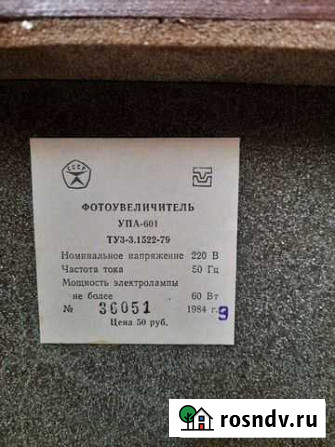 СССР
ФОТОУВЕЛИЧИТЕЛЬ
УПА-601
ТУ3-3.1522-79
Номинальное напряжение 220 В
Частота тока 50 Гц
Мощность электролампы
не более 60 Вт
№ 36051 1984 г. 9
Цена 50 руб.
rosndv.ru